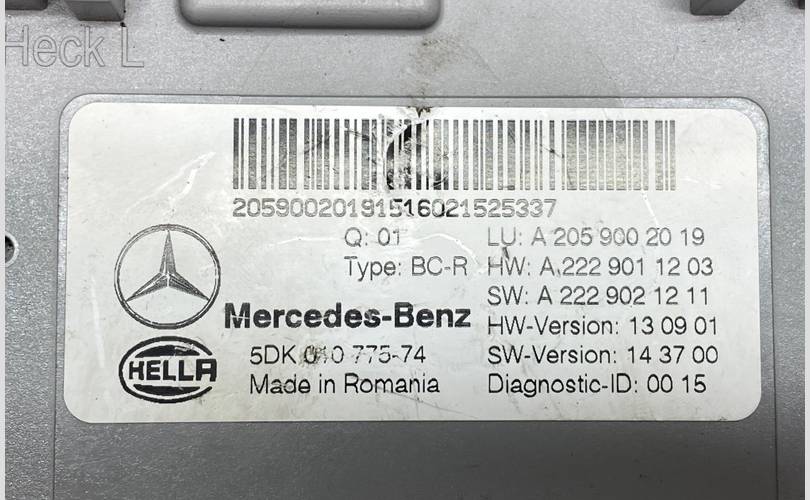 Heck L
20590020191516021525337
Q: 01
Type: BC-R
LU: A 205 900 20 19
HW: A 222 901 12 03
SW: A 222 902 12 11
HW-Version: 13 09 01
SW-Version: 14 37 00
Diagnostic-ID: 00 15
Mercedes-Benz
HELLA
5DK 010 775-74
Made in Romania